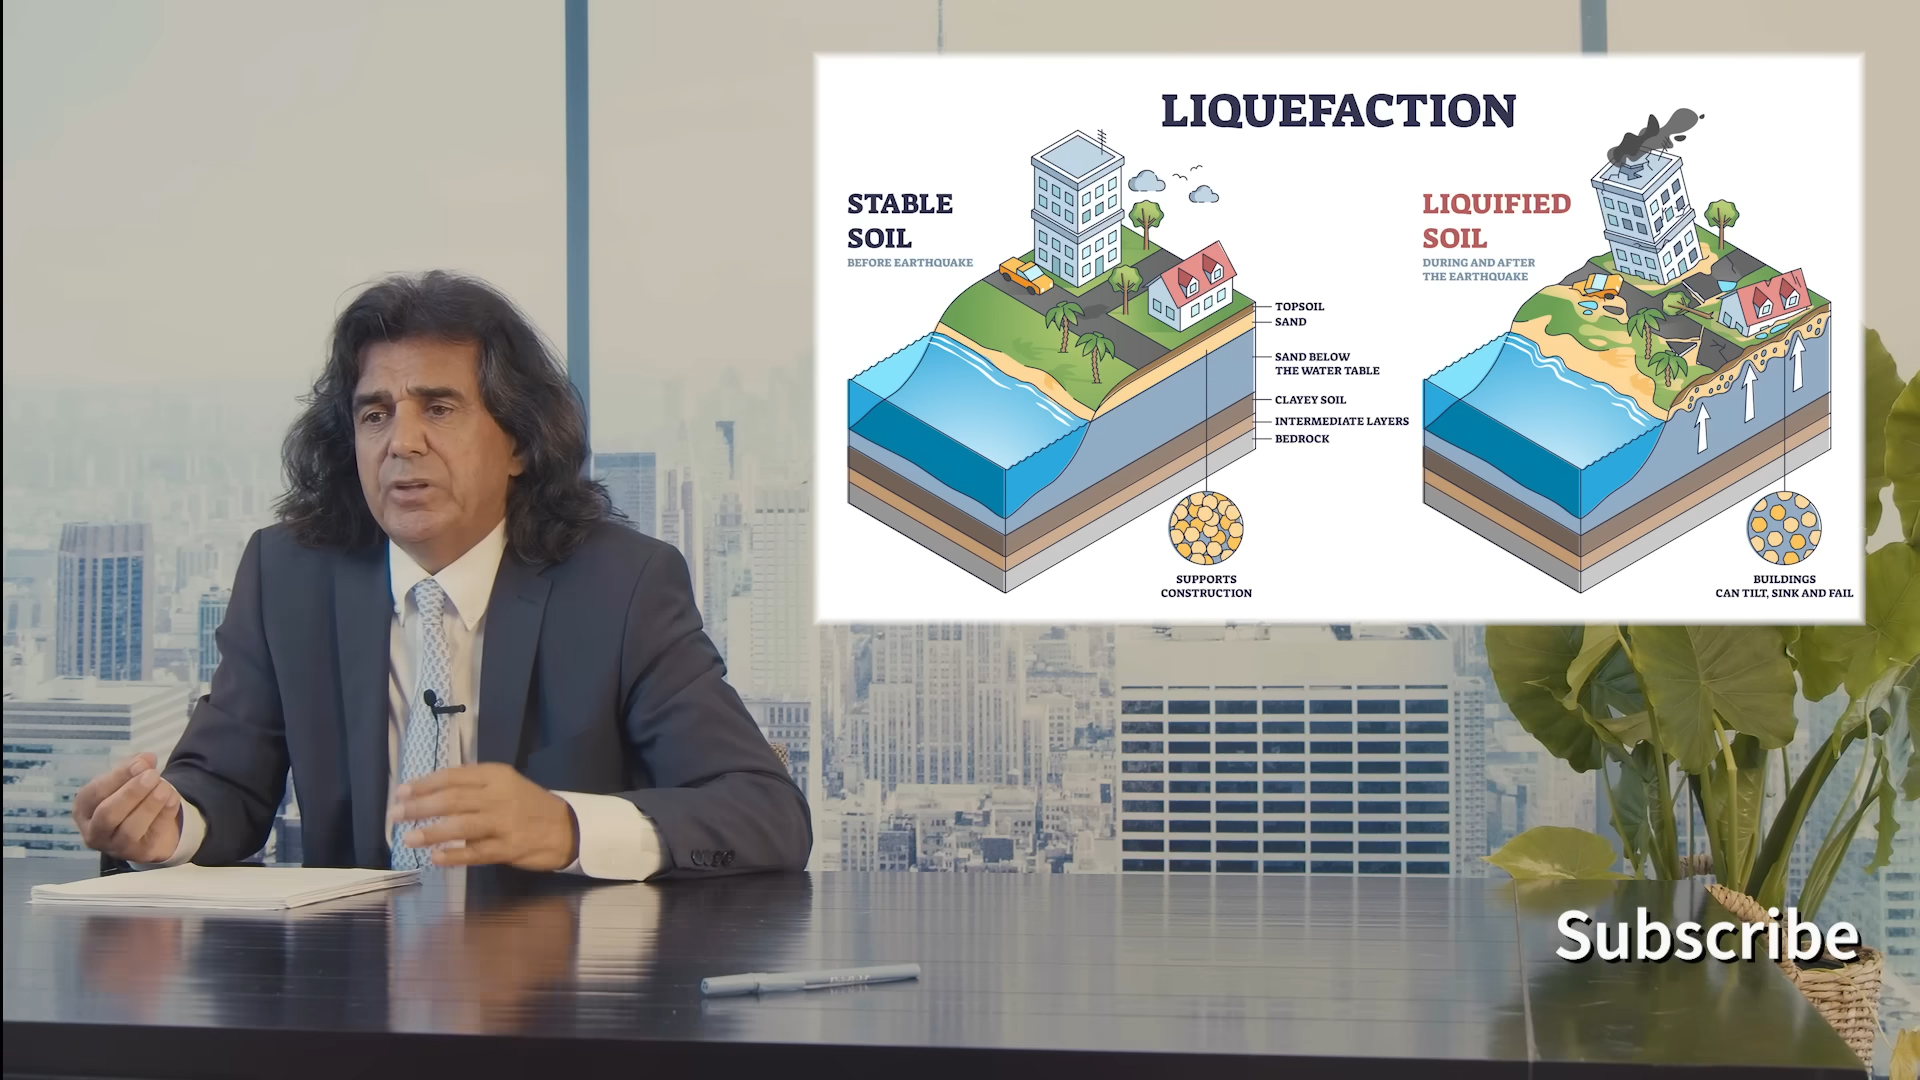 LIQUEFACTION
STABLE
SOIL
BEFORE EARTHQUAKE
TOPSOIL
SAND
SAND BELOW
THE WATER TABLE
CLAYEY SOIL
INTERMEDIATE LAYERS
BEDROCK
SUPPORTS
CONSTRUCTION
LIQUIFIED
SOIL
DURING AND AFTER
THE EARTHQUAKE
BUILDINGS
CAN TILT, SINK AND FAIL
Subscribe